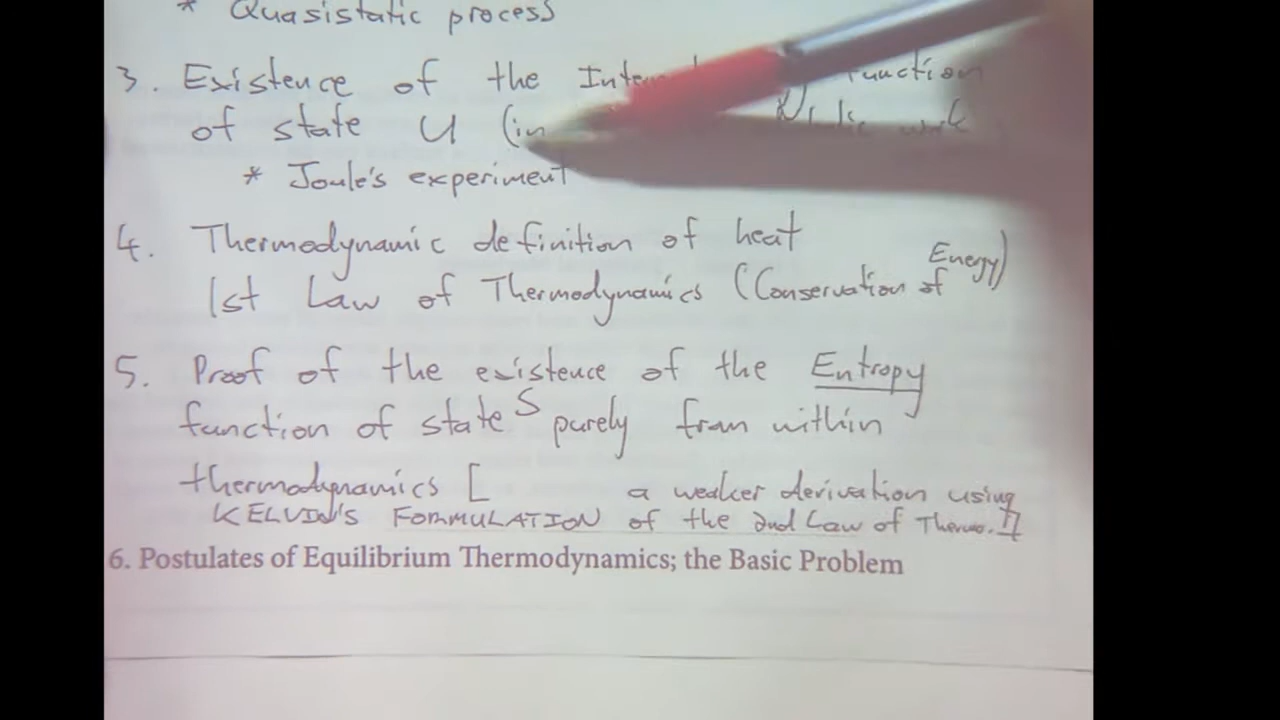 * Quasistatic process
3. Existence of the function
of state U (in work
* Joule's experiment
4. Thermodynamic definition of heat
1st Law of Thermodynamics (Conservation of Energy)
5. Proof of the existence of the Entropy
function of state S purely from within
thermodynamics [ a weaker derivation using
KELVIN'S FORMULATION of the 2nd Law of Thermo.]
6. Postulates of Equilibrium Thermodynamics; the Basic Problem